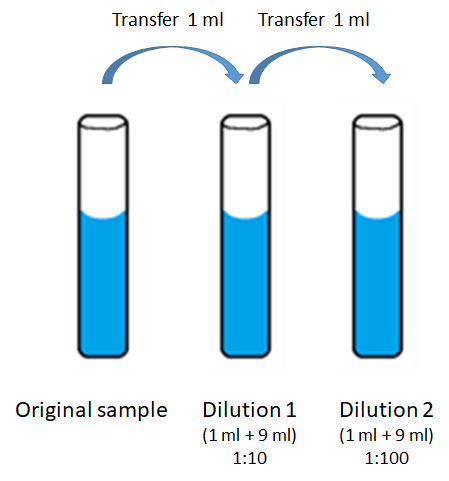 Transfer 1 ml
Transfer 1 ml
Original sample
Dilution 1
(1 ml + 9 ml)
1:10
Dilution 2
(1 ml + 9 ml)
1:100